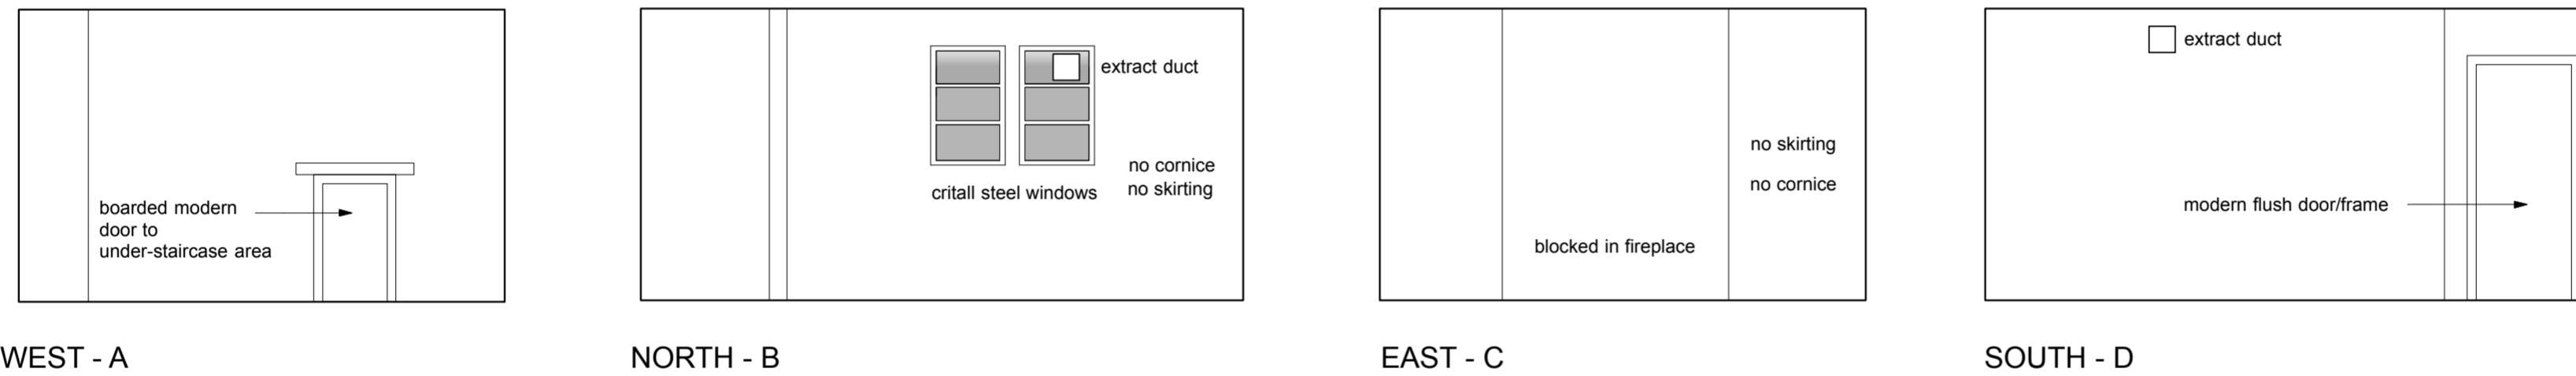 boarded modern
door to
under-staircase area
WEST - A
extract duct
no cornice
no skirting
critall steel windows
NORTH - B
no skirting
no cornice
blocked in fireplace
EAST - C
extract duct
modern flush door/frame
SOUTH - D